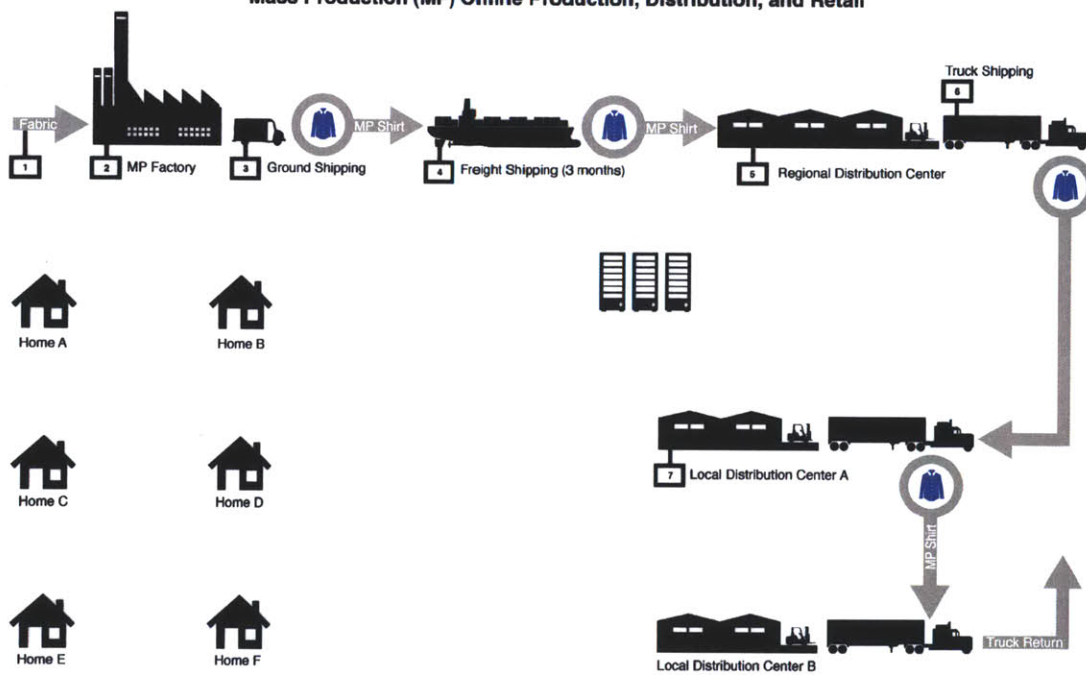 Mass Production (MP) Online Production, Distribution, and Retail
Truck Shipping
6
Fabric
MP Shirt
MP Shirt
1
2 MP Factory
3 Ground Shipping
4 Freight Shipping (3 months)
5 Regional Distribution Center
Home A
Home B
7 Local Distribution Center A
Home C
Home D
MP Shirt
Truck Return
Home E
Home F
Local Distribution Center B